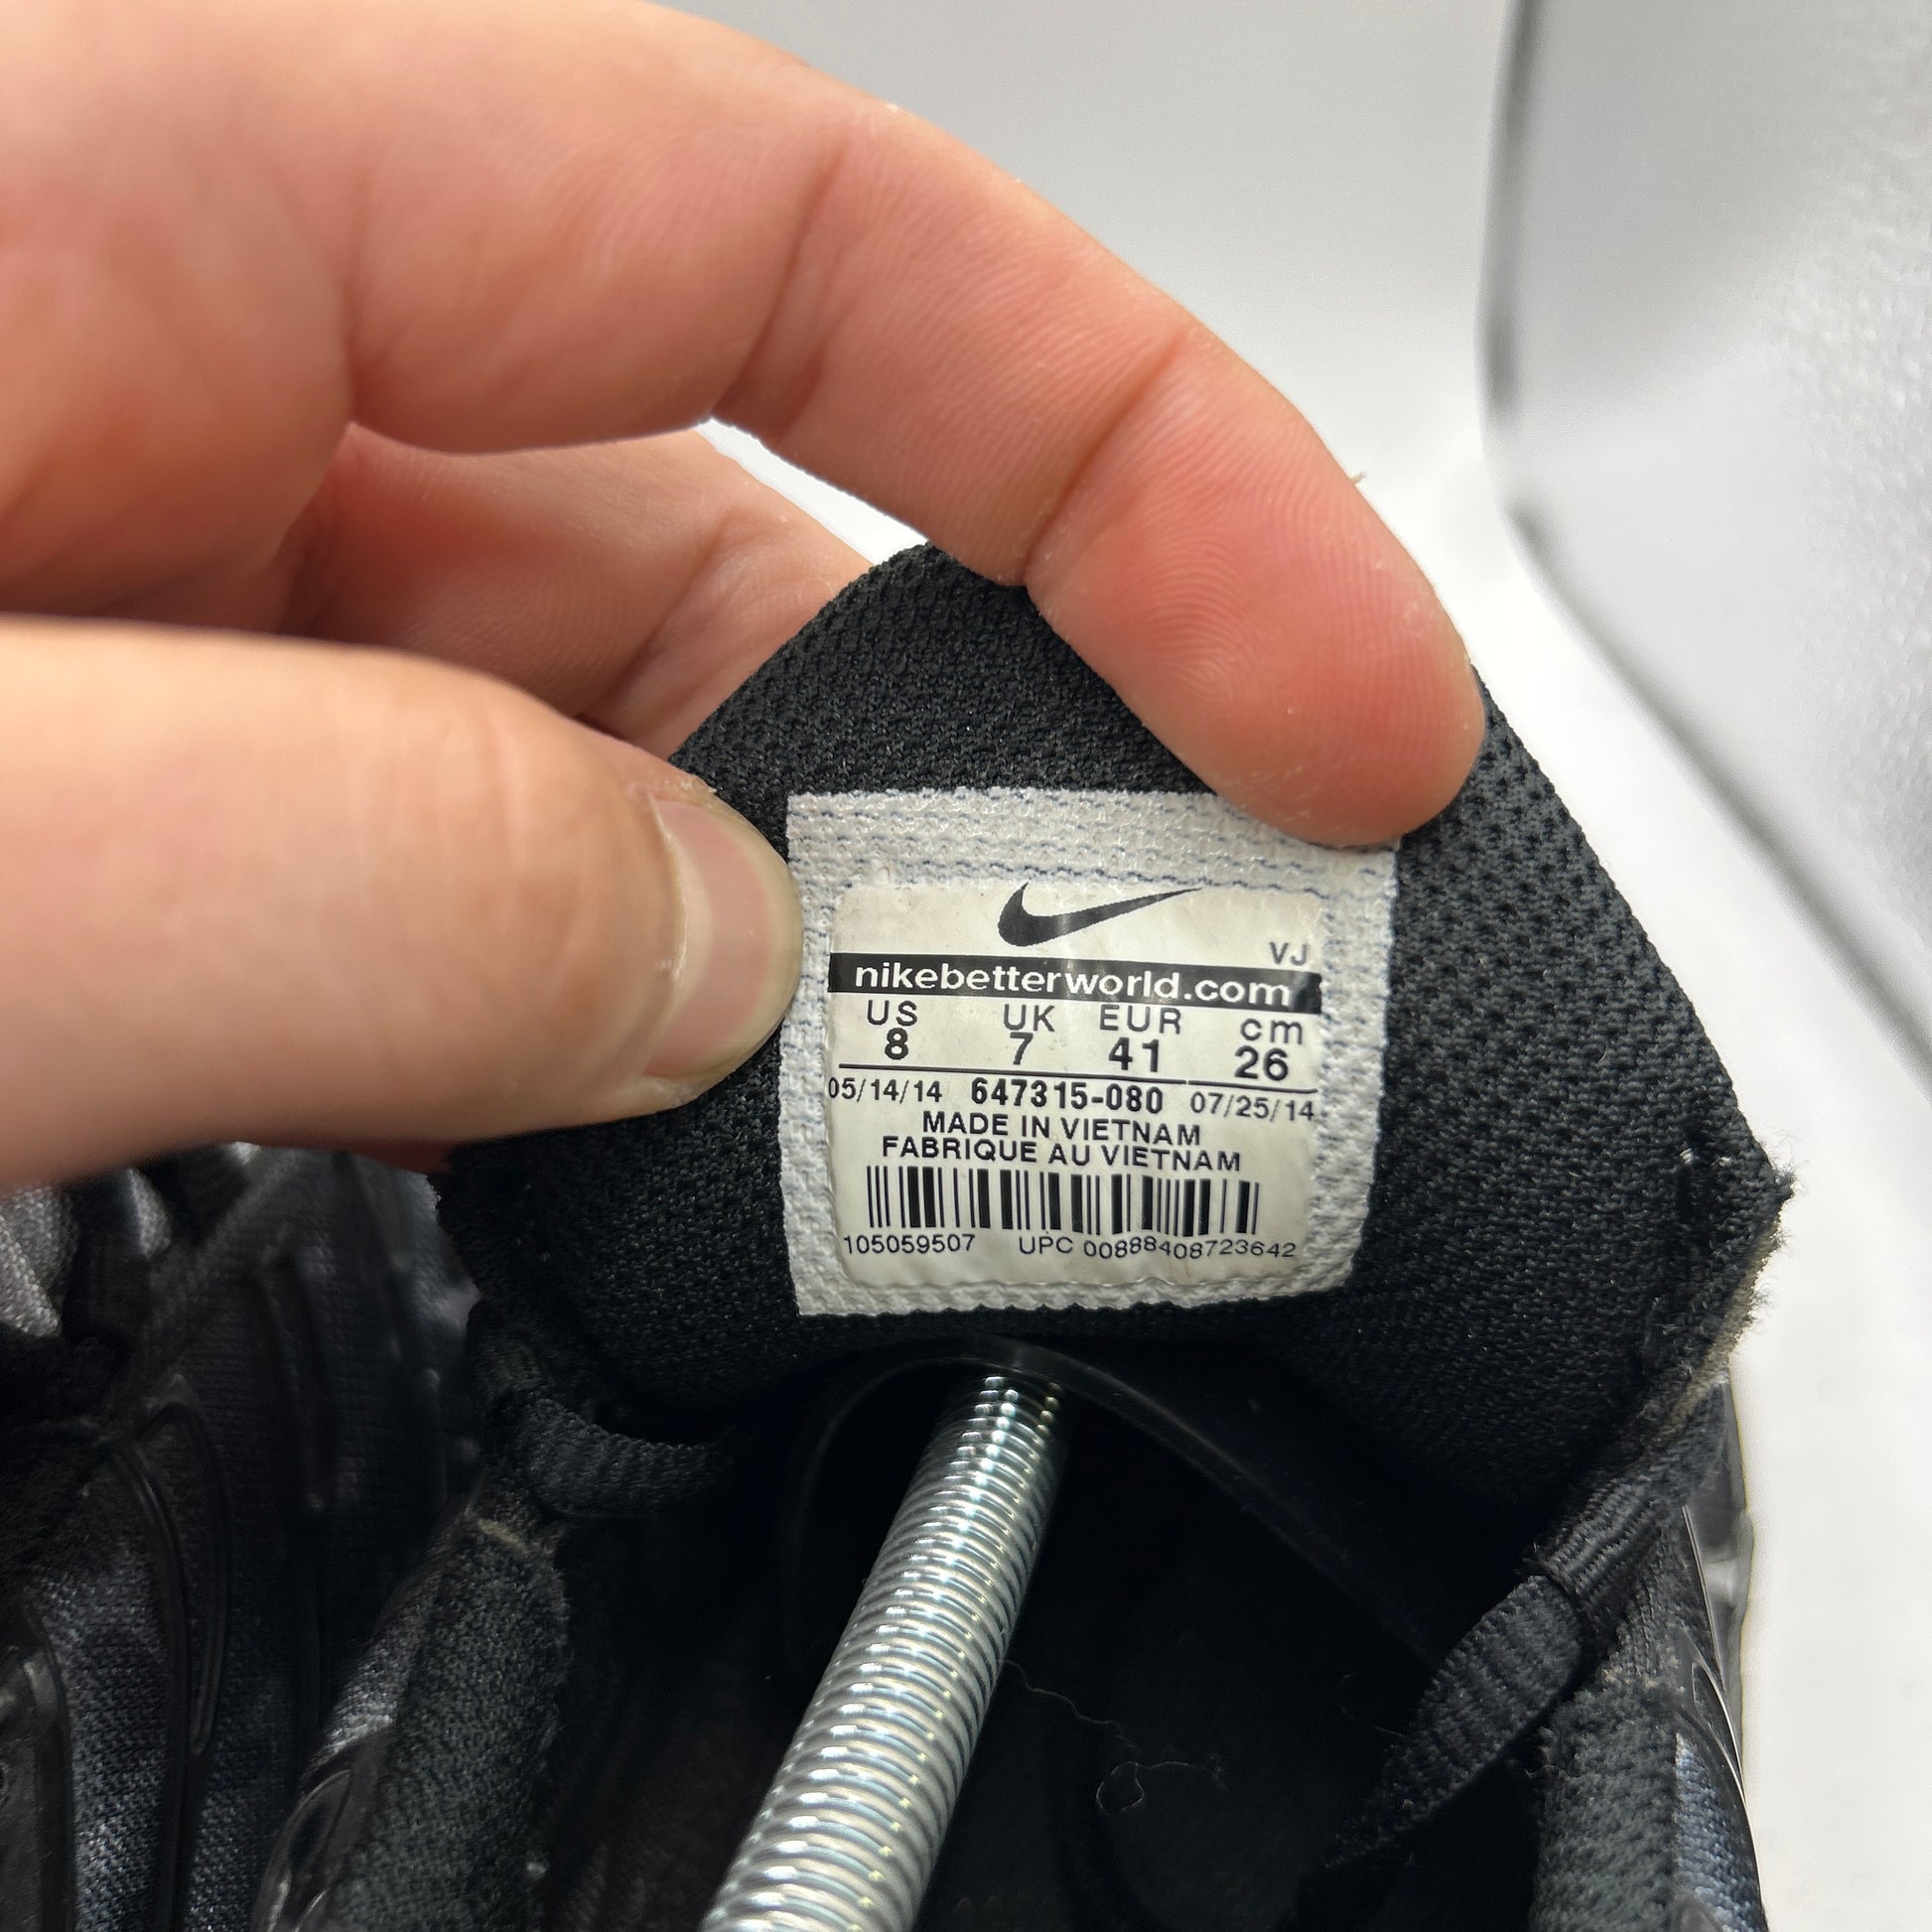 VJ
nikebetterworld.com
US UK EUR cm
8 7 41 26
05/14/14 647315-080 07/25/14
MADE IN VIETNAM
FABRIQUE AU VIETNAM
105059507 UPC 00888408723642